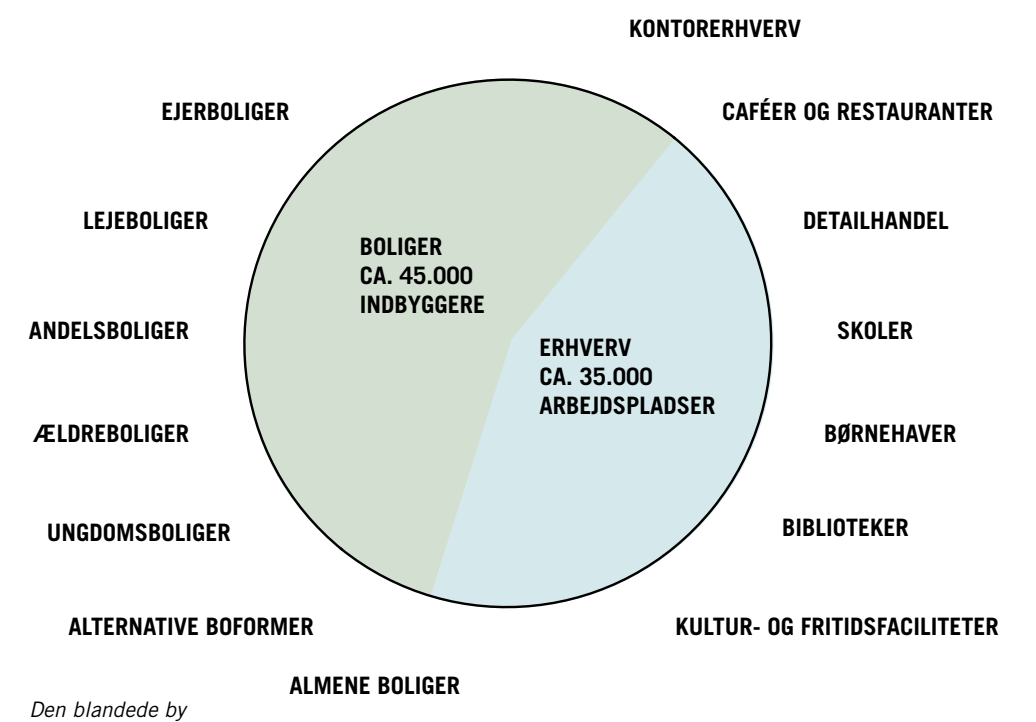 KONTORERHVERV
EJERBOLIGER
CAFÉER OG RESTAURANTER
LEJEBOLIGER
DETAILHANDEL
BOLIGER
CA. 45.000
INDBYGGERE
ANDELSBOLIGER
SKOLER
ERHVERV
CA. 35.000
ARBEJDSPLADSER
ÆLDREBOLIGER
BØRNEHAVER
UNGDOMSBOLIGER
BIBLIOTEKER
ALTERNATIVE BOFORMER
KULTUR- OG FRITIDSFACILITETER
ALMENE BOLIGER
Den blandede by